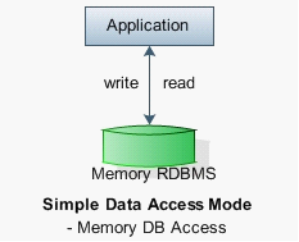 Application
write read
Memory RDBMS
Simple Data Access Mode
- Memory DB Access